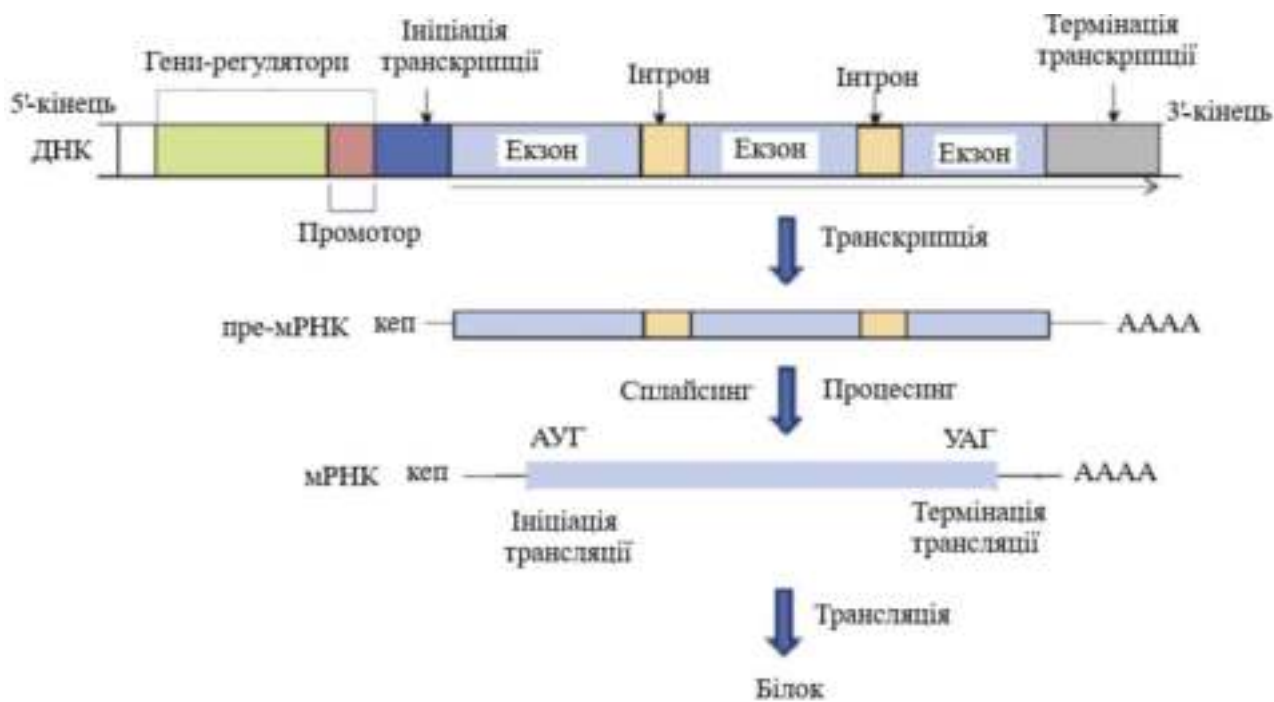 Ініціація
транскрипції
Термінація
транскрипції
Гени-регулятори
Інтрон
Інтрон
5'-кінець
3'-кінець
ДНК
Екзон
Екзон
Екзон
Промотор
Транскрипція
пре-мРНК кеп
АААА
Сплайсинг
Процесинг
АУГ
УАГ
мРНК кеп
АААА
Ініціація
трансляції
Термінація
трансляції
Трансляція
Білок